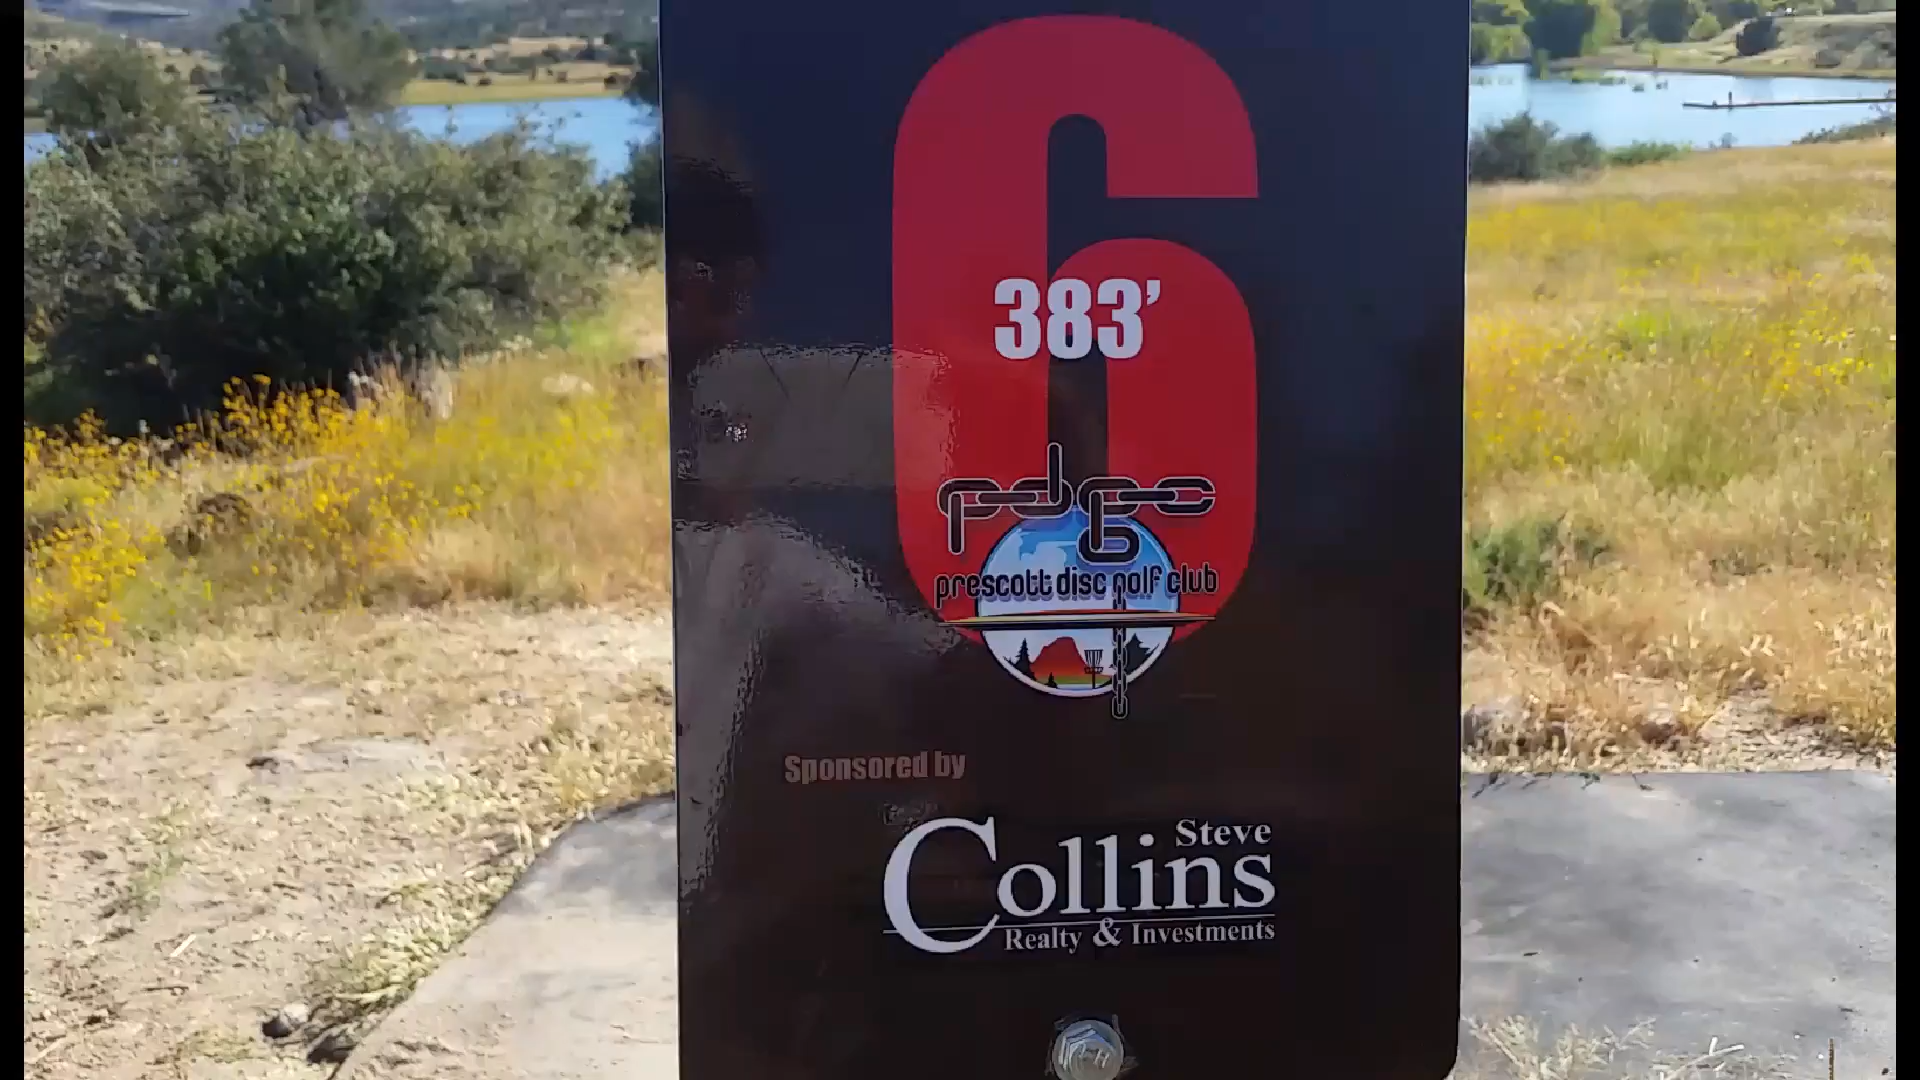 6
383’
pdgc
prescott disc golf club
Sponsored by
Steve
Collins
Realty & Investments